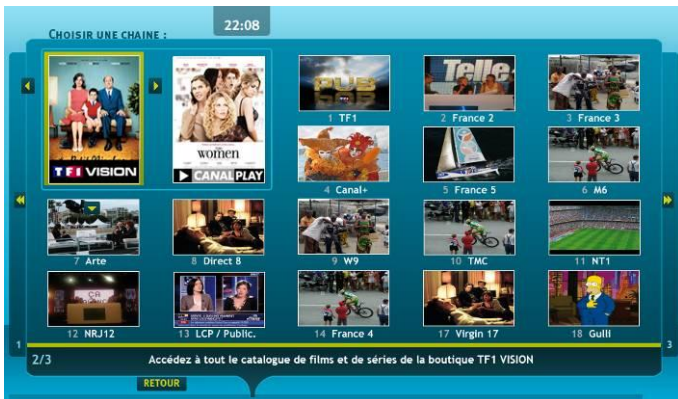 22:08
CHOISIR UNE CHAINE :
women
TF1 VISION
CANALPLAY
PUB
1 TF1
Telle
2 France 2
3 France 3
4 Canal+
5 France 5
6 M6
7 Arte
8 Direct 8
9 W9
10 TMC
11 NT1
12 NRJ12
13 LCP / Public.
14 France 4
17 Virgin 17
18 Gulli
1
3
2/3
Accédez à tout le catalogue de films et de séries de la boutique TF1 VISION
RETOUR